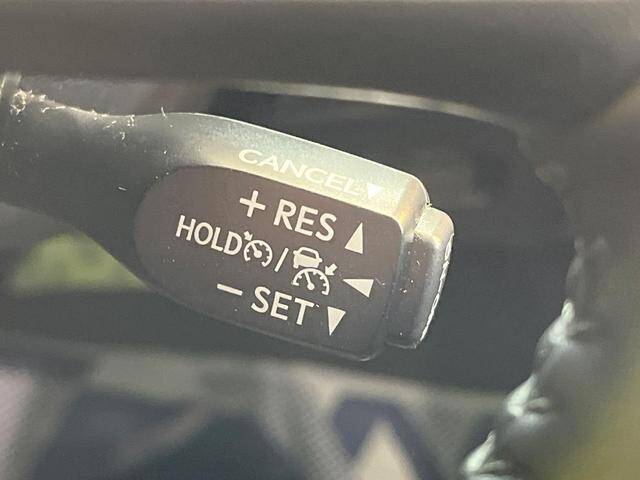 CANCEL▼
+ RES ▲
HOLD /
− SET ▼